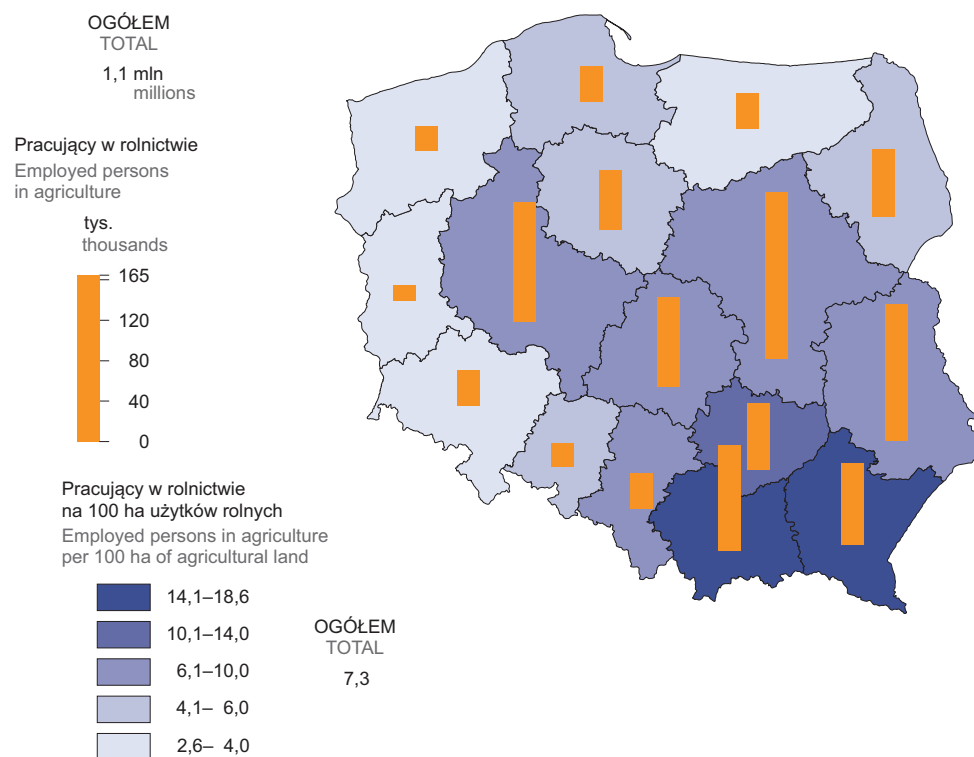 OGÓŁEM
TOTAL
1,1 mln
millions
Pracujący w rolnictwie
Employed persons
in agriculture
tys.
thousands
165
120
80
40
0
Pracujący w rolnictwie
na 100 ha użytków rolnych
Employed persons in agriculture
per 100 ha of agricultural land
14,1–18,6
10,1–14,0
6,1–10,0
4,1– 6,0
2,6– 4,0
OGÓŁEM
TOTAL
7,3